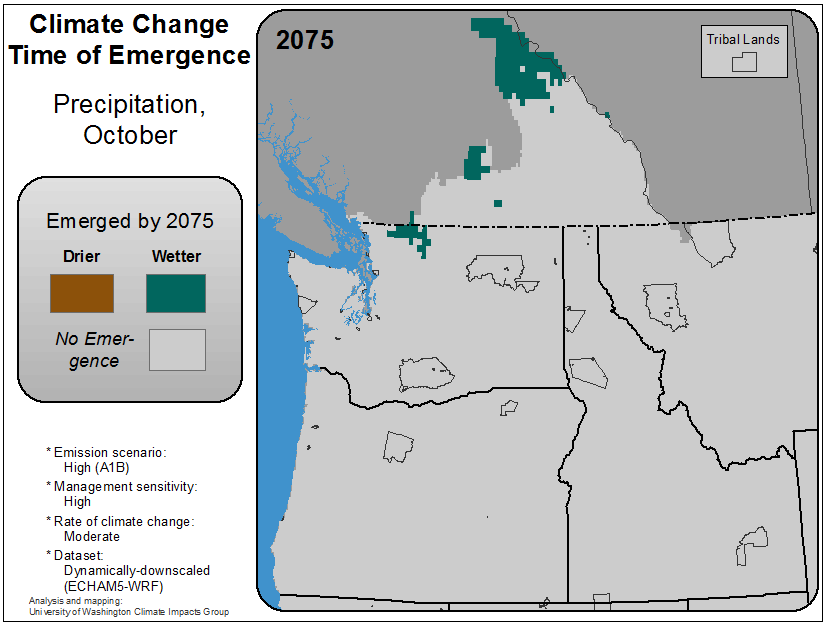 Climate Change
Time of Emergence
Precipitation,
October
Emerged by 2075
Drier
Wetter
No Emer-
gence
* Emission scenario:
High (A1B)
* Management sensitivity:
High
* Rate of climate change:
Moderate
* Dataset:
Dynamically-downscaled
(ECHAM5-WRF)
Analysis and mapping:
University of Washington Climate Impacts Group
2075
Tribal Lands